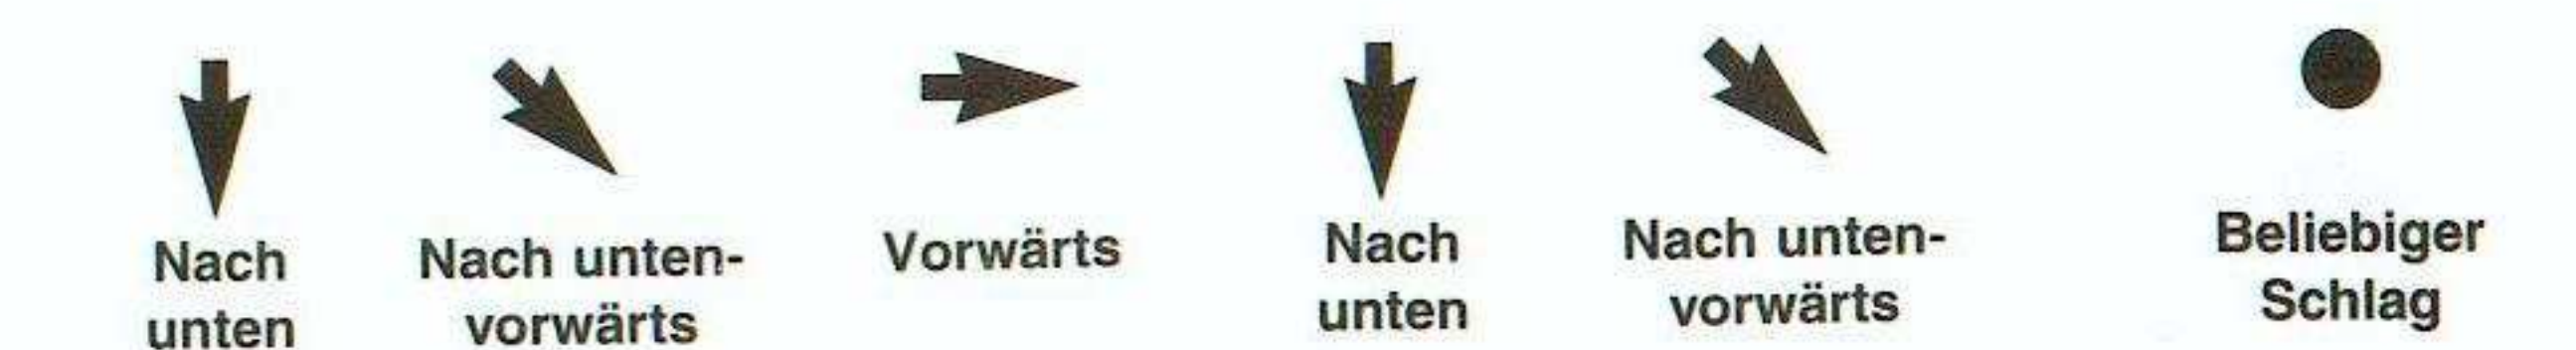 Nach
unten
Nach unten-
vorwärts
Vorwärts
Nach
unten
Nach unten-
vorwärts
Beliebiger
Schlag